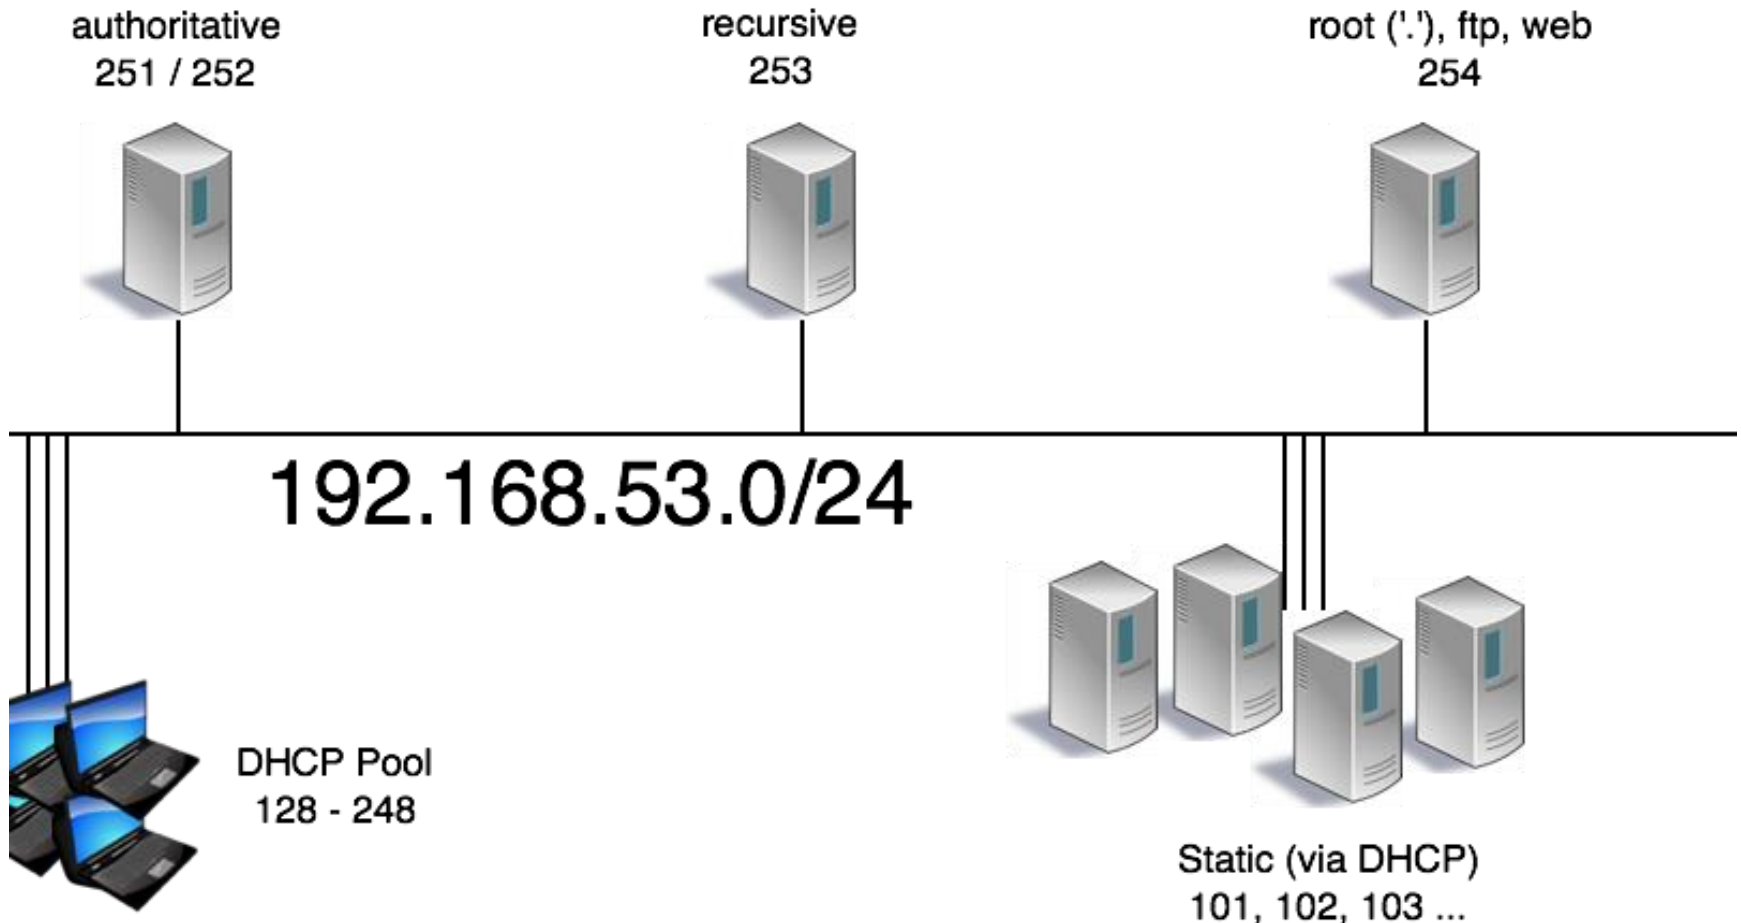 authoritative
251 / 252
recursive
253
root ('.'), ftp, web
254
192.168.53.0/24
DHCP Pool
128 - 248
Static (via DHCP)
101, 102, 103 ...